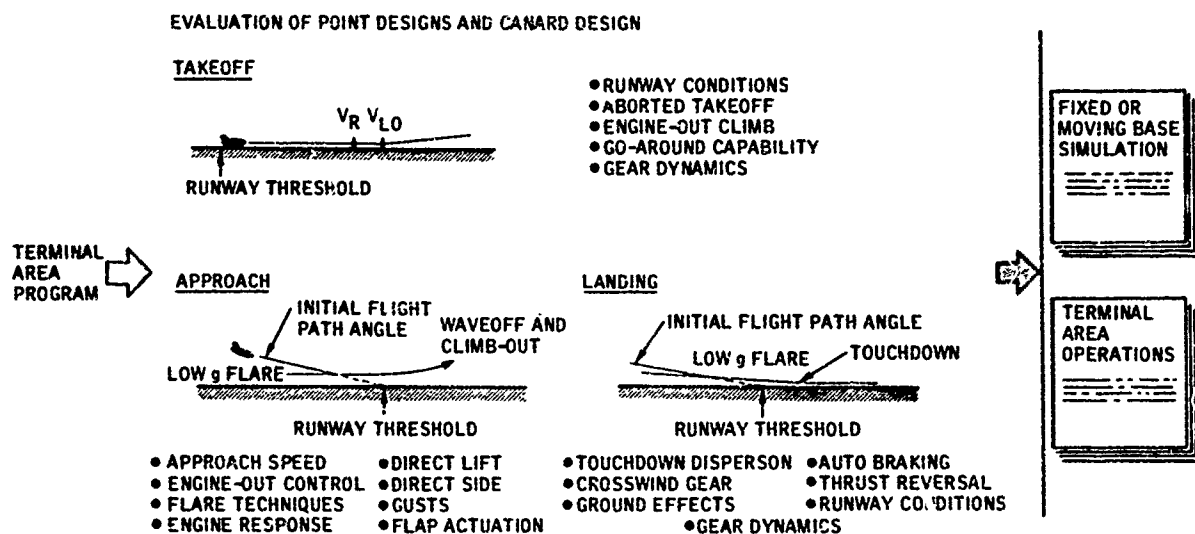 EVALUATION OF POINT DESIGNS AND CANARD DESIGN
TAKEOFF
V_R V_LO
RUNWAY THRESHOLD
● RUNWAY CONDITIONS
● ABORTED TAKEOFF
● ENGINE-OUT CLIMB
● GO-AROUND CAPABILITY
● GEAR DYNAMICS
TERMINAL
AREA
PROGRAM
APPROACH
INITIAL FLIGHT
PATH ANGLE
WAVEOFF AND
CLIMB-OUT
LOW g FLARE
RUNWAY THRESHOLD
● APPROACH SPEED
● ENGINE-OUT CONTROL
● FLARE TECHNIQUES
● ENGINE RESPONSE
● DIRECT LIFT
● DIRECT SIDE
● GUSTS
● FLAP ACTUATION
LANDING
INITIAL FLIGHT PATH ANGLE
LOW g FLARE
TOUCHDOWN
RUNWAY THRESHOLD
● TOUCHDOWN DISPERSON
● CROSSWIND GEAR
● GROUND EFFECTS
● AUTO BRAKING
● THRUST REVERSAL
● RUNWAY CONDITIONS
● GEAR DYNAMICS
FIXED OR
MOVING BASE
SIMULATION
TERMINAL
AREA
OPERATIONS